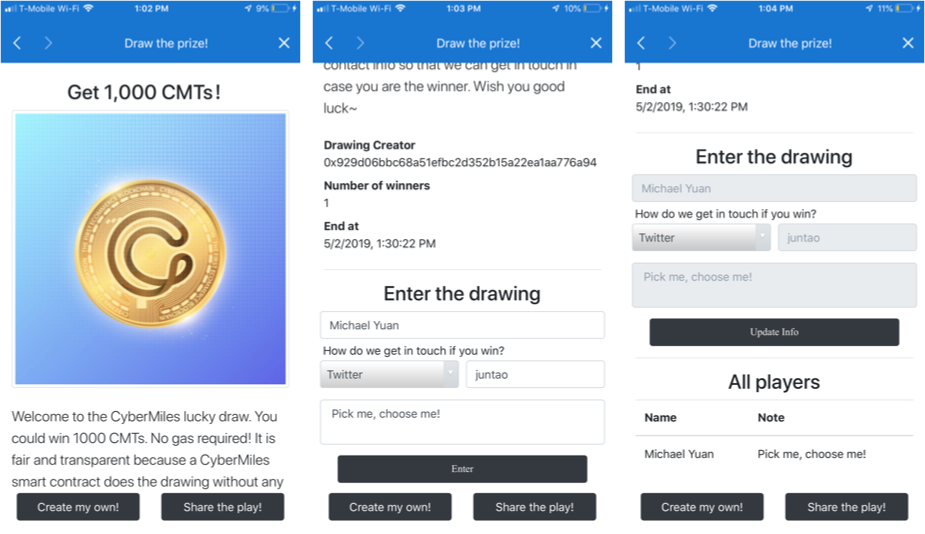 T-Mobile Wi-Fi 1:02 PM 9%
Draw the prize!
Get 1,000 CMTs!
BLOCKCHAIN
Welcome to the CyberMiles lucky draw. You
could win 1000 CMTs. No gas required! It is
fair and transparent because a CyberMiles
smart contract does the drawing without any
Create my own! Share the play!
T-Mobile Wi-Fi 1:03 PM 10%
Draw the prize!
contact info so that we can get in touch in
case you are the winner. Wish you good
luck~
Drawing Creator
0x929d06bbc68a51efbc2d352b15a22ea1aa776a94
Number of winners
1
End at
5/2/2019, 1:30:22 PM
Enter the drawing
Michael Yuan
How do we get in touch if you win?
Twitter juntao
Pick me, choose me!
Enter
Create my own! Share the play!
T-Mobile Wi-Fi 1:04 PM 11%
Draw the prize!
1
End at
5/2/2019, 1:30:22 PM
Enter the drawing
Michael Yuan
How do we get in touch if you win?
Twitter juntao
Pick me, choose me!
Update Info
All players
Name Note
Michael Yuan Pick me, choose me!
Create my own! Share the play!